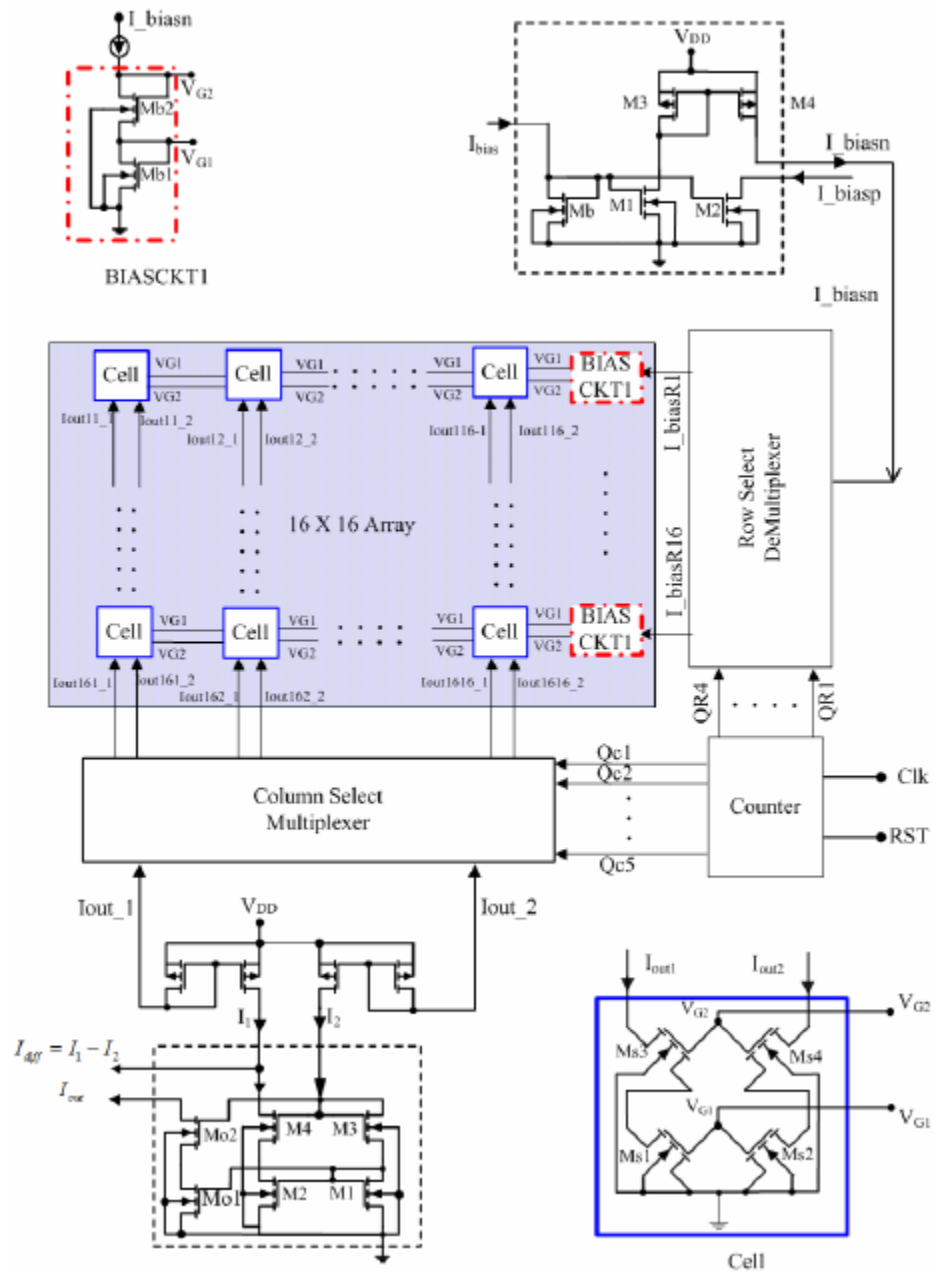 I_biasn
VG2
Mb2
VG1
Mb1
BIASCKT1
VDD
M3
M4
Ibias
I_biasn
I_biasp
Mb
M1
M2
I_biasn
Cell
VG1
VG2
Cell
VG1
VG2
VG1
VG2
Cell
VG1
VG2
BIAS
CKT1
Iout11_1
Iout11_2
Iout12_1
Iout12_2
Iout116-1
Iout116_2
I_biasR1
16 X 16 Array
Row Select
DeMultiplexer
I_biasR16
Cell
VG1
VG2
Cell
VG1
VG2
VG1
VG2
Cell
VG1
VG2
BIAS
CKT1
Iout161_1
Iout161_2
Iout162_1
Iout162_2
Iout1616_1
Iout1616_2
QR4
QR1
Column Select
Multiplexer
Qc1
Qc2
Qc5
Counter
Clk
RST
Iout_1
VDD
Iout_2
I1
I2
Idiff = I1 − I2
Iout
Mo2
M4
M3
Mo1
M2
M1
Iout1
Iout2
VG2
VG2
Ms3
Ms4
VG1
VG1
Ms1
Ms2
Cell